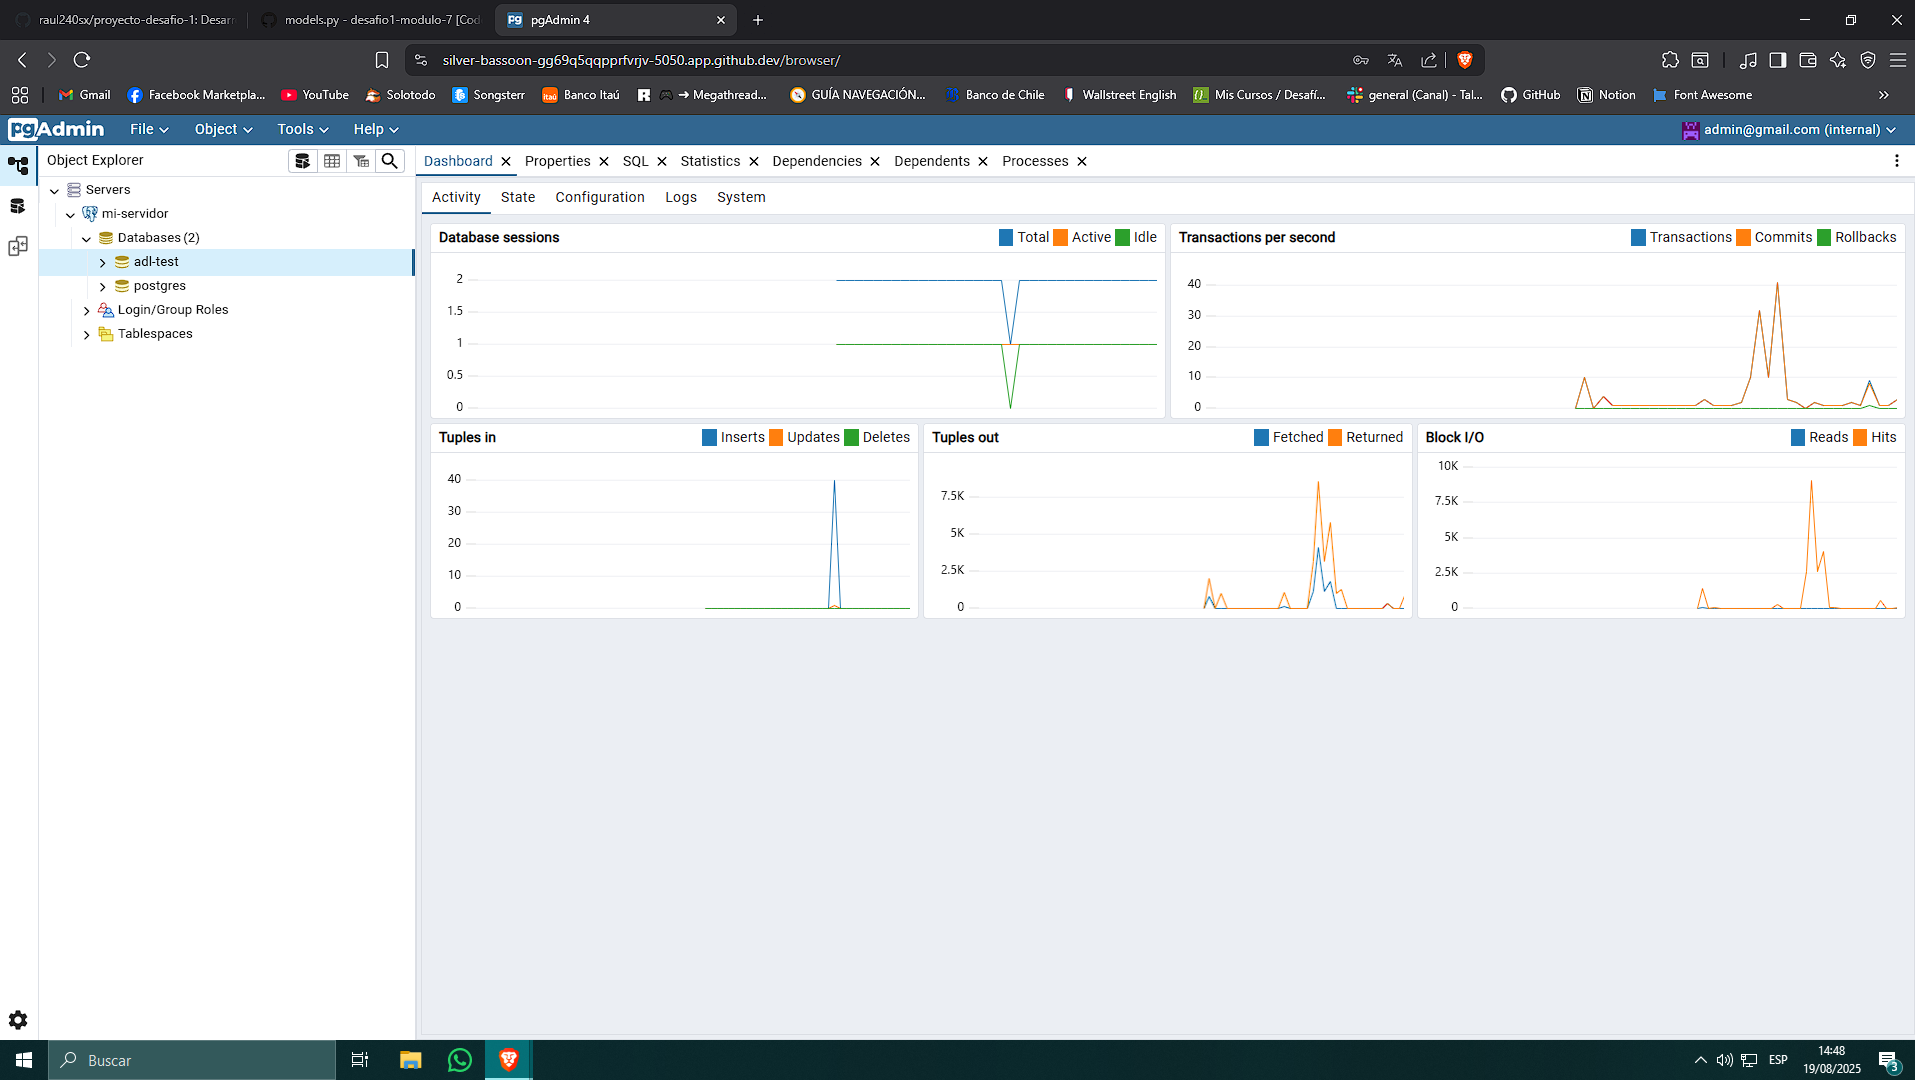 raul240sx/proyecto-desafio-1: Desarr
models.py - desafio1-modulo-7 [Cod
pgAdmin 4
silver-bassoon-gg69q5qqpprfvrjv-5050.app.github.dev/browser/
Gmail
Facebook Marketpla...
YouTube
Solotodo
Songsterr
Banco Itaú
→ Megathread...
GUÍA NAVEGACIÓN...
Banco de Chile
Wallstreet English
Mis Cursos / Desafí...
general (Canal) - Tal...
GitHub
Notion
Font Awesome
»
pgAdmin
File
Object
Tools
Help
admin@gmail.com (internal)
Object Explorer
Dashboard
Properties
SQL
Statistics
Dependencies
Dependents
Processes
Servers
mi-servidor
Databases (2)
adl-test
postgres
Login/Group Roles
Tablespaces
Activity
State
Configuration
Logs
System
Database sessions
Total
Active
Idle
2
1.5
1
0.5
0
Transactions per second
Transactions
Commits
Rollbacks
40
30
20
10
0
Tuples in
Inserts
Updates
Deletes
40
30
20
10
0
Tuples out
Fetched
Returned
7.5K
5K
2.5K
0
Block I/O
Reads
Hits
10K
7.5K
5K
2.5K
0
Buscar
ESP
14:48
19/08/2025
3